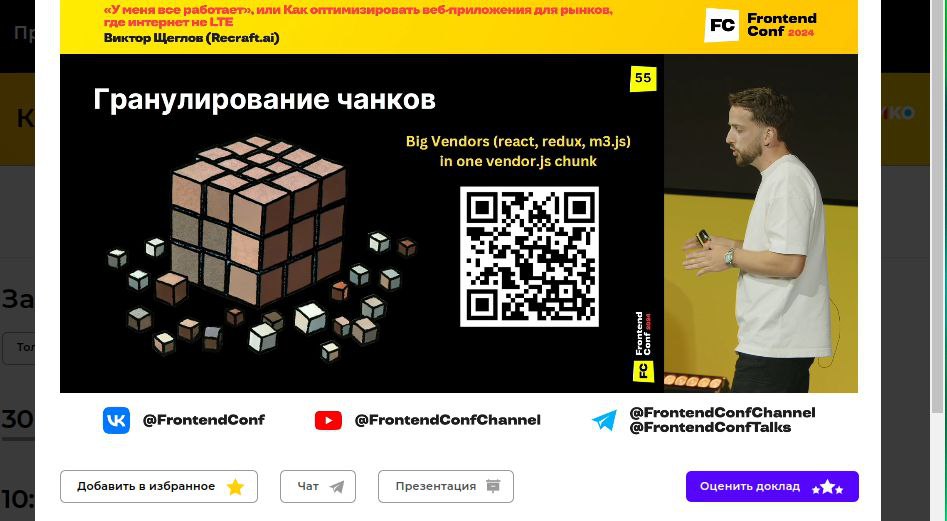 «У меня все работает», или Как оптимизировать веб-приложения для рынков,
где интернет не LTE
Виктор Щеглов (Recraft.ai)
FC
Frontend
Conf 2024
55
Гранулирование чанков
Big Vendors (react, redux, m3.js)
in one vendor.js chunk
Frontend
Conf 2024
FC
@FrontendConf
@FrontendConfChannel
@FrontendConfChannel
@FrontendConfTalks
Добавить в избранное
Чат
Презентация
Оценить доклад
За
30
10: